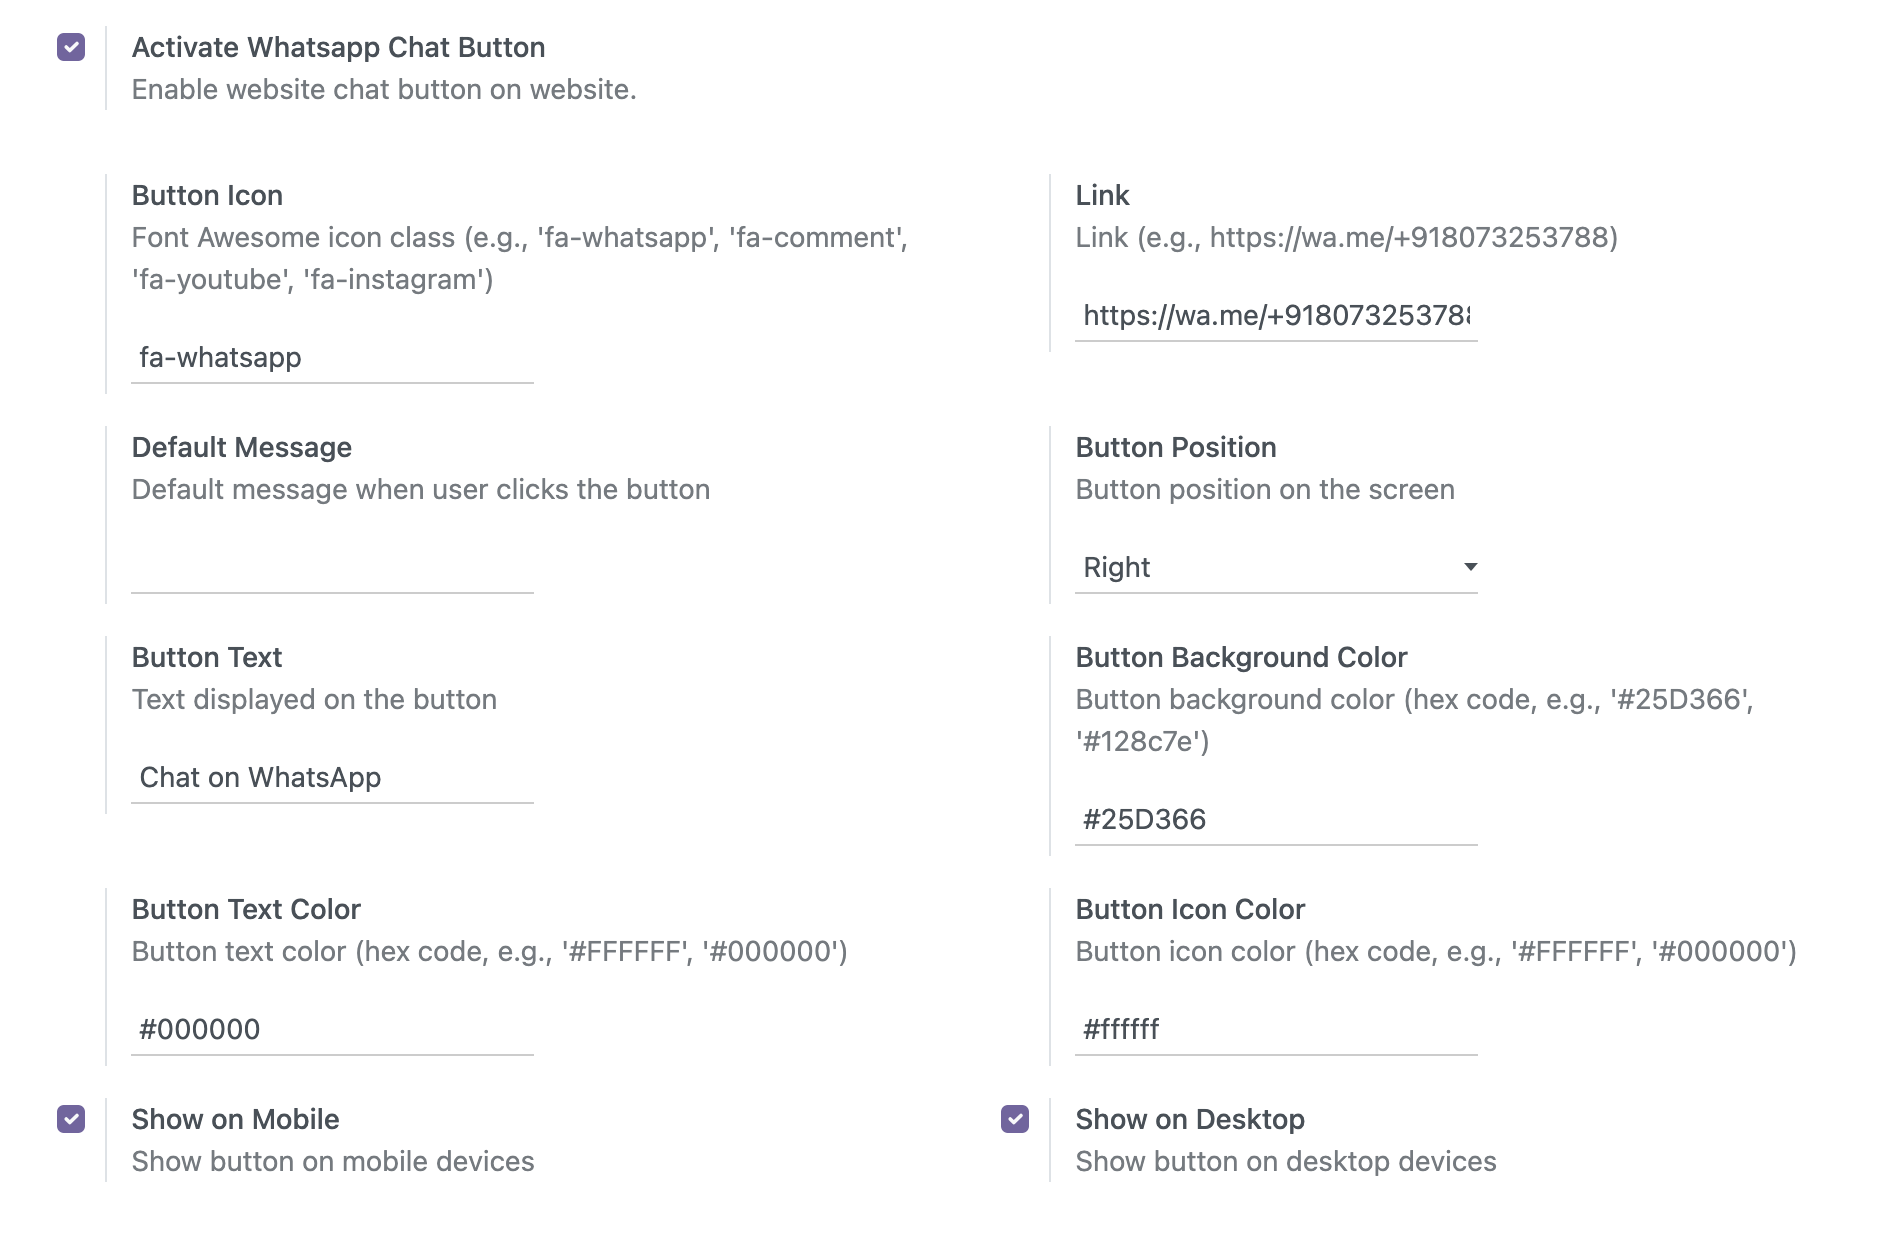 Activate Whatsapp Chat Button
Enable website chat button on website.
Button Icon
Font Awesome icon class (e.g., 'fa-whatsapp', 'fa-comment',
'fa-youtube', 'fa-instagram')
fa-whatsapp
Link
Link (e.g., https://wa.me/+918073253788)
https://wa.me/+918073253788
Default Message
Default message when user clicks the button
Button Position
Button position on the screen
Right
Button Text
Text displayed on the button
Chat on WhatsApp
Button Background Color
Button background color (hex code, e.g., '#25D366',
'#128c7e')
#25D366
Button Text Color
Button text color (hex code, e.g., '#FFFFFF', '#000000')
#000000
Button Icon Color
Button icon color (hex code, e.g., '#FFFFFF', '#000000')
#ffffff
Show on Mobile
Show button on mobile devices
Show on Desktop
Show button on desktop devices